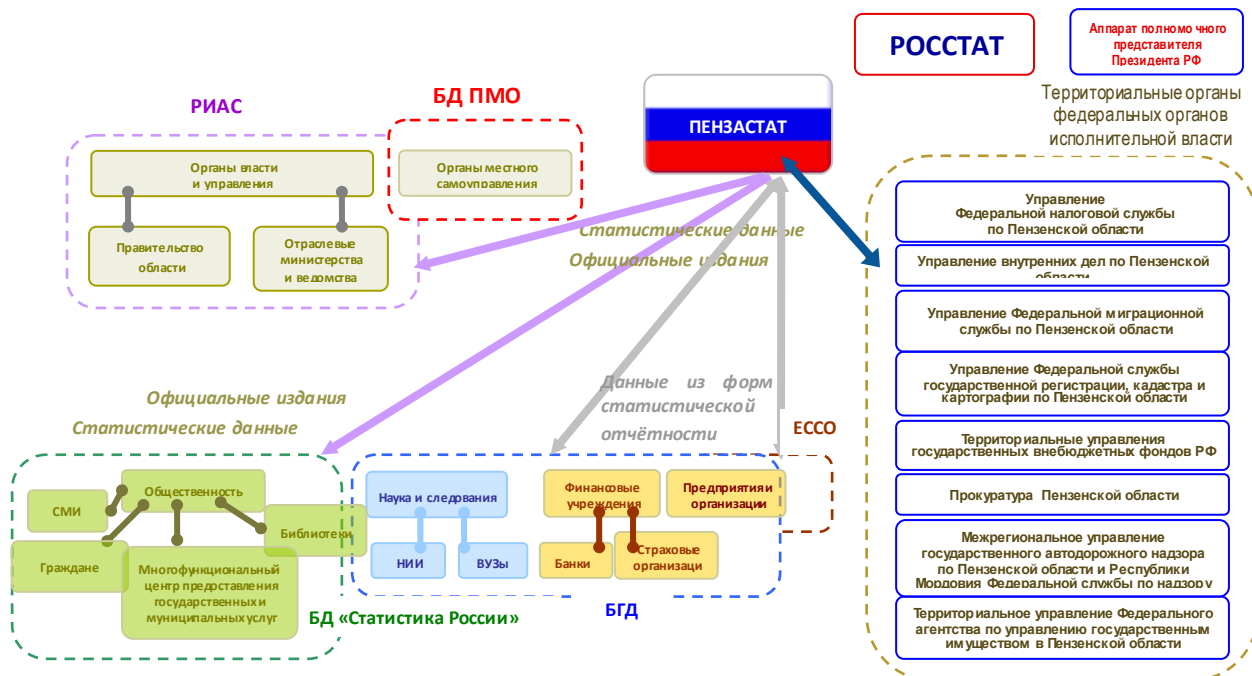 РОССТАТ
Аппарат полномо чного
представителя
Президента РФ
БД ПМО
РИАС
ПЕНЗАСТАТ
Территориальные органы
федеральных органов
исполнительной власти
Органы власти
и управления
Органы местного
самоуправления
Правительство
области
Отраслевые
министерства
и ведомства
Статистические данные
Официальные издания
Управление
Федеральной налоговой службы
по Пензенской области
Управление внутренних дел по Пензенской
области
Управление Федеральной миграционной
службы по Пензенской области
Управление Федеральной службы
государственной регистрации, кадастра и
картографии по Пензенской области
Территориальные управления
государственных внебюджетных фондов РФ
Прокуратура Пензенской области
Межрегиональное управление
государственного автодорожного надзора
по Пензенской области и Республики
Мордовия Федеральной службы по надзору
Территориальное управление Федерального
агентства по управлению государственным
имуществом в Пензенской области
Данные из форм
статистической
отчётности
Официальные издания
Статистические данные
ЕССО
Общественность
СМИ
Библиотеки
Граждане
Многофункциональный
центр предоставления
государственных и
муниципальных услуг
Наука и следования
НИИ
ВУЗы
Финансовые
учреждения
Предприятия и
организации
Банки
Страховые
организаци
БД «Статистика России»
БГД